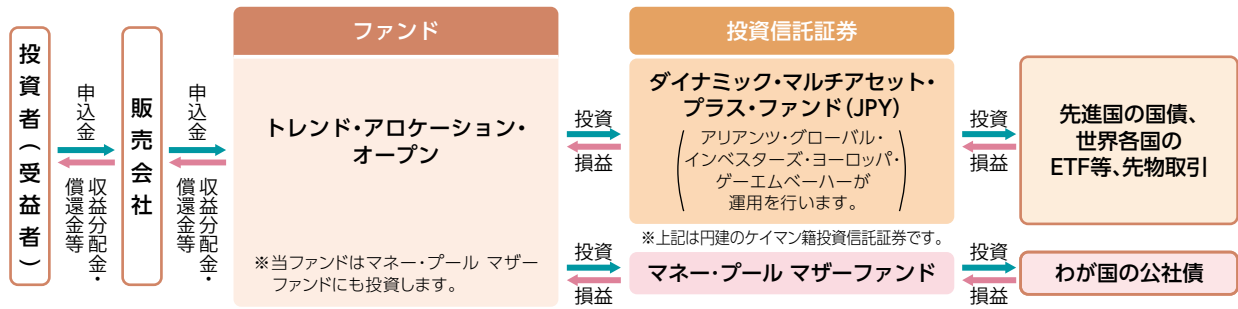 投資者(受益者)
申込金
収益分配金・
償還金等
販売会社
申込金
収益分配金・
償還金等
ファンド
トレンド・アロケーション・
オープン
※当ファンドはマネー・プール マザー
ファンドにも投資します。
投資
損益
投資
損益
投資信託証券
ダイナミック・マルチアセット・
プラス・ファンド(JPY)
(アリアンツ・グローバル・
インベスターズ・ヨーロッパ・
ゲーエムベーハーが
運用を行います。)
※上記は円建のケイマン籍投資信託証券です。
マネー・プール マザーファンド
投資
損益
投資
損益
先進国の国債、
世界各国の
ETF等、先物取引
わが国の公社債